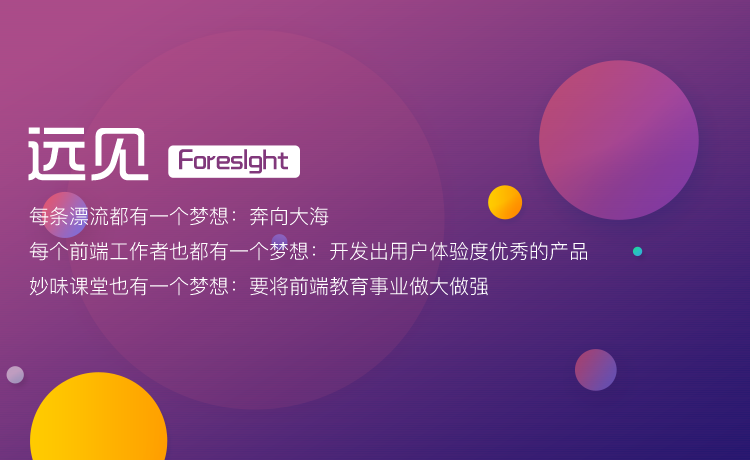 远见 Foresight
每条漂流都有一个梦想：奔向大海
每个前端工作者也都有一个梦想：开发出用户体验度优秀的产品
妙味课堂也有一个梦想：要将前端教育事业做大做强